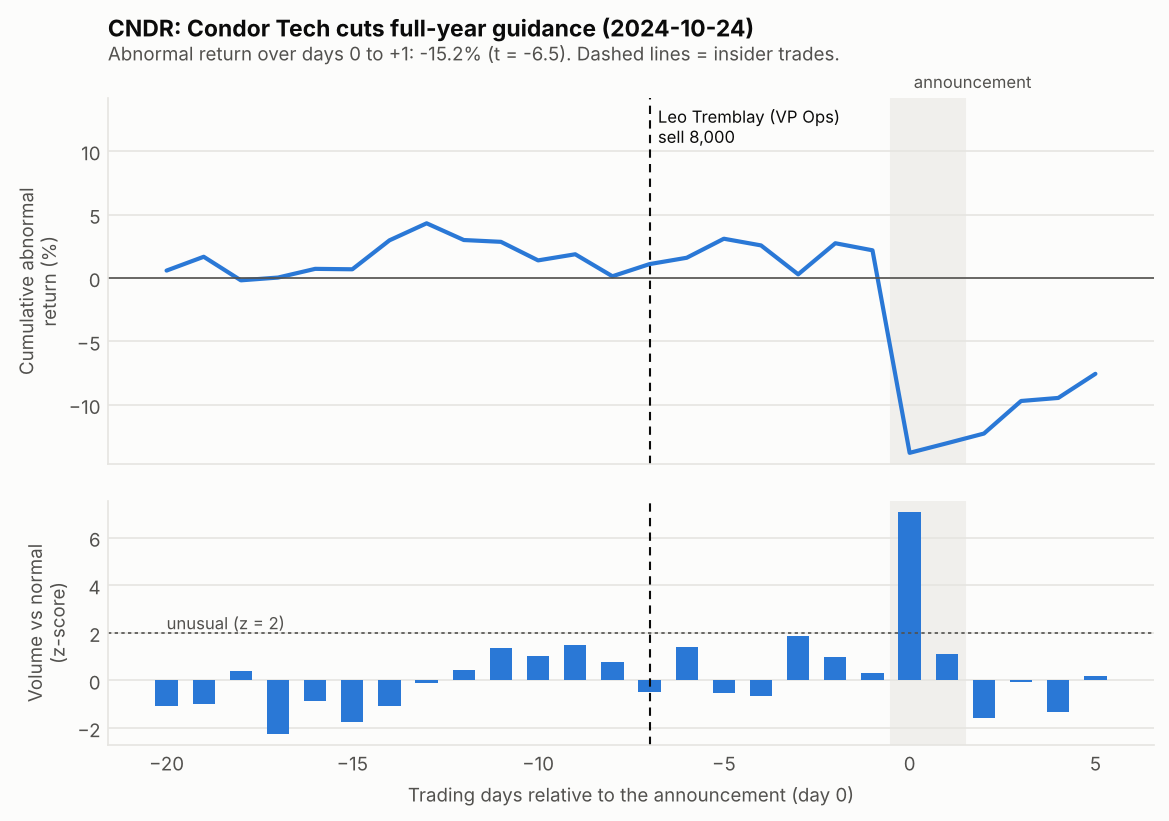 CNDR: Condor Tech cuts full-year guidance (2024-10-24)
Abnormal return over days 0 to +1: -15.2% (t = -6.5). Dashed lines = insider trades.
announcement
Leo Tremblay (VP Ops)
sell 8,000
Cumulative abnormal
return (%)
10
5
0
−5
−10
Volume vs normal
(z-score)
6
4
2
0
−2
unusual (z = 2)
−20
−15
−10
−5
0
5
Trading days relative to the announcement (day 0)